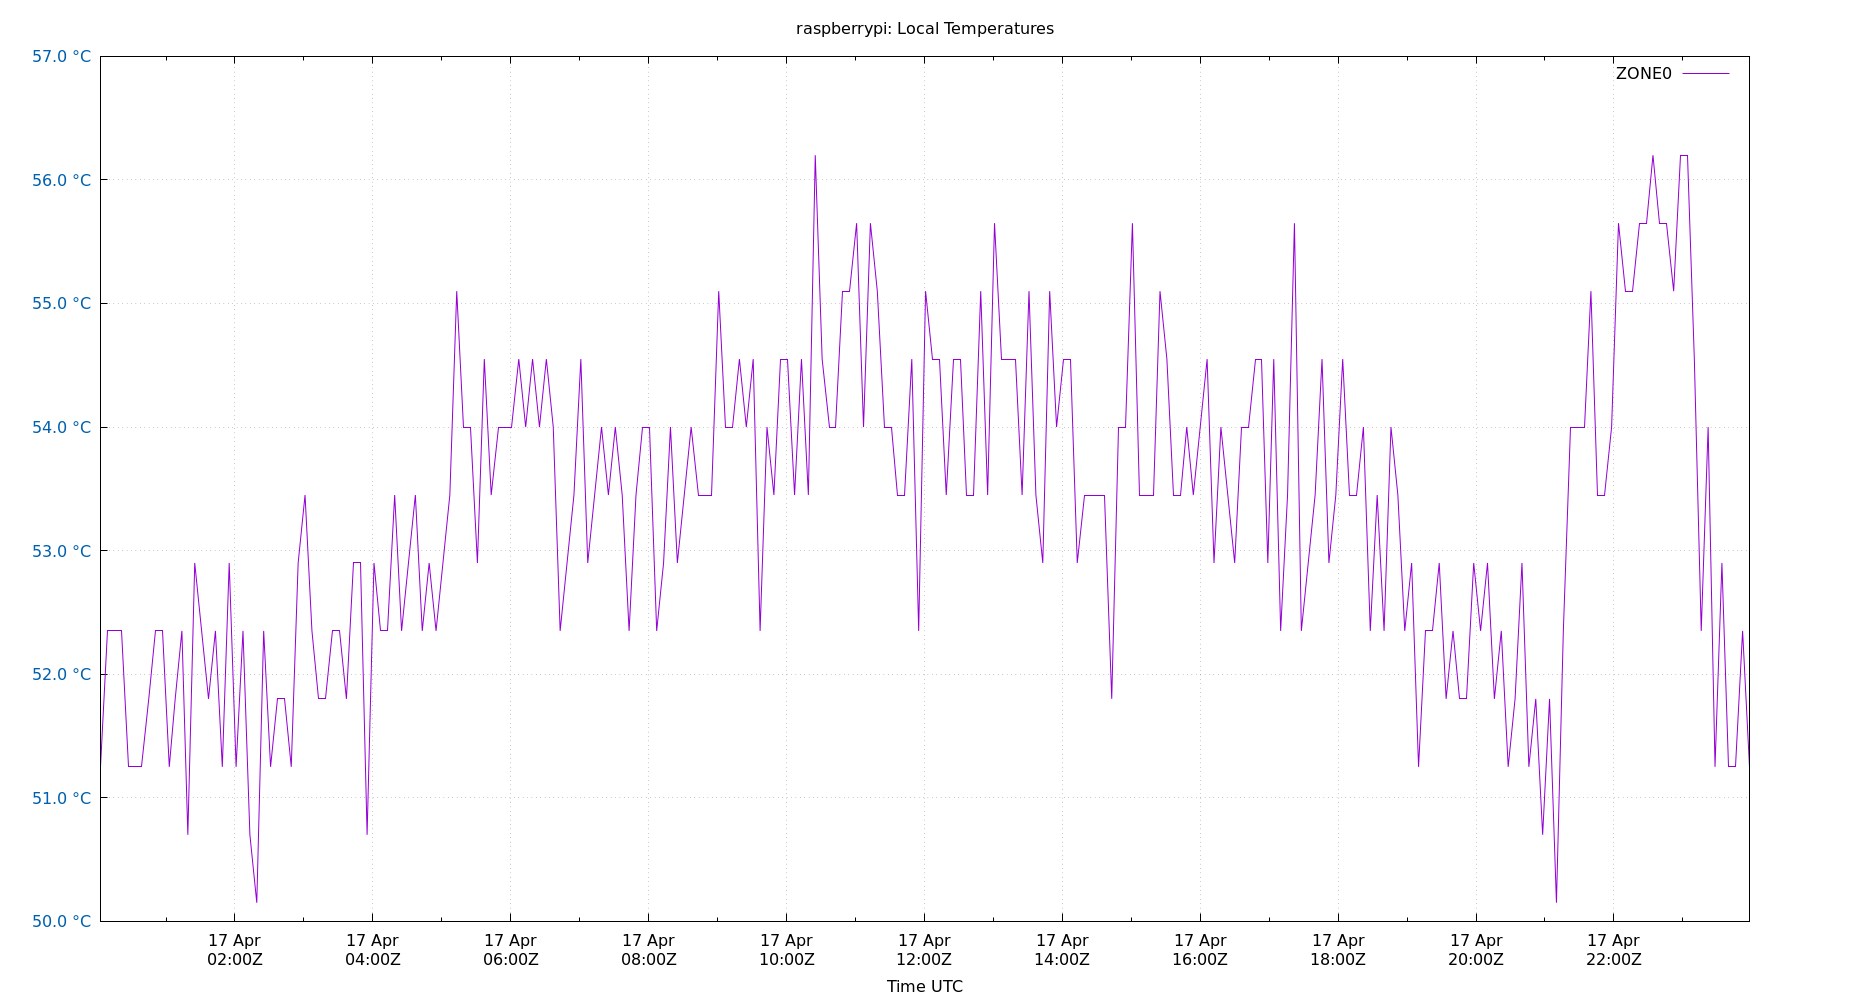 raspberrypi: Local Temperatures
57.0 °C
ZONE0
56.0 °C
55.0 °C
54.0 °C
53.0 °C
52.0 °C
51.0 °C
50.0 °C
17 Apr 17 Apr 17 Apr 17 Apr 17 Apr 17 Apr 17 Apr 17 Apr 17 Apr 17 Apr 17 Apr
02:00Z 04:00Z 06:00Z 08:00Z 10:00Z 12:00Z 14:00Z 16:00Z 18:00Z 20:00Z 22:00Z
Time UTC